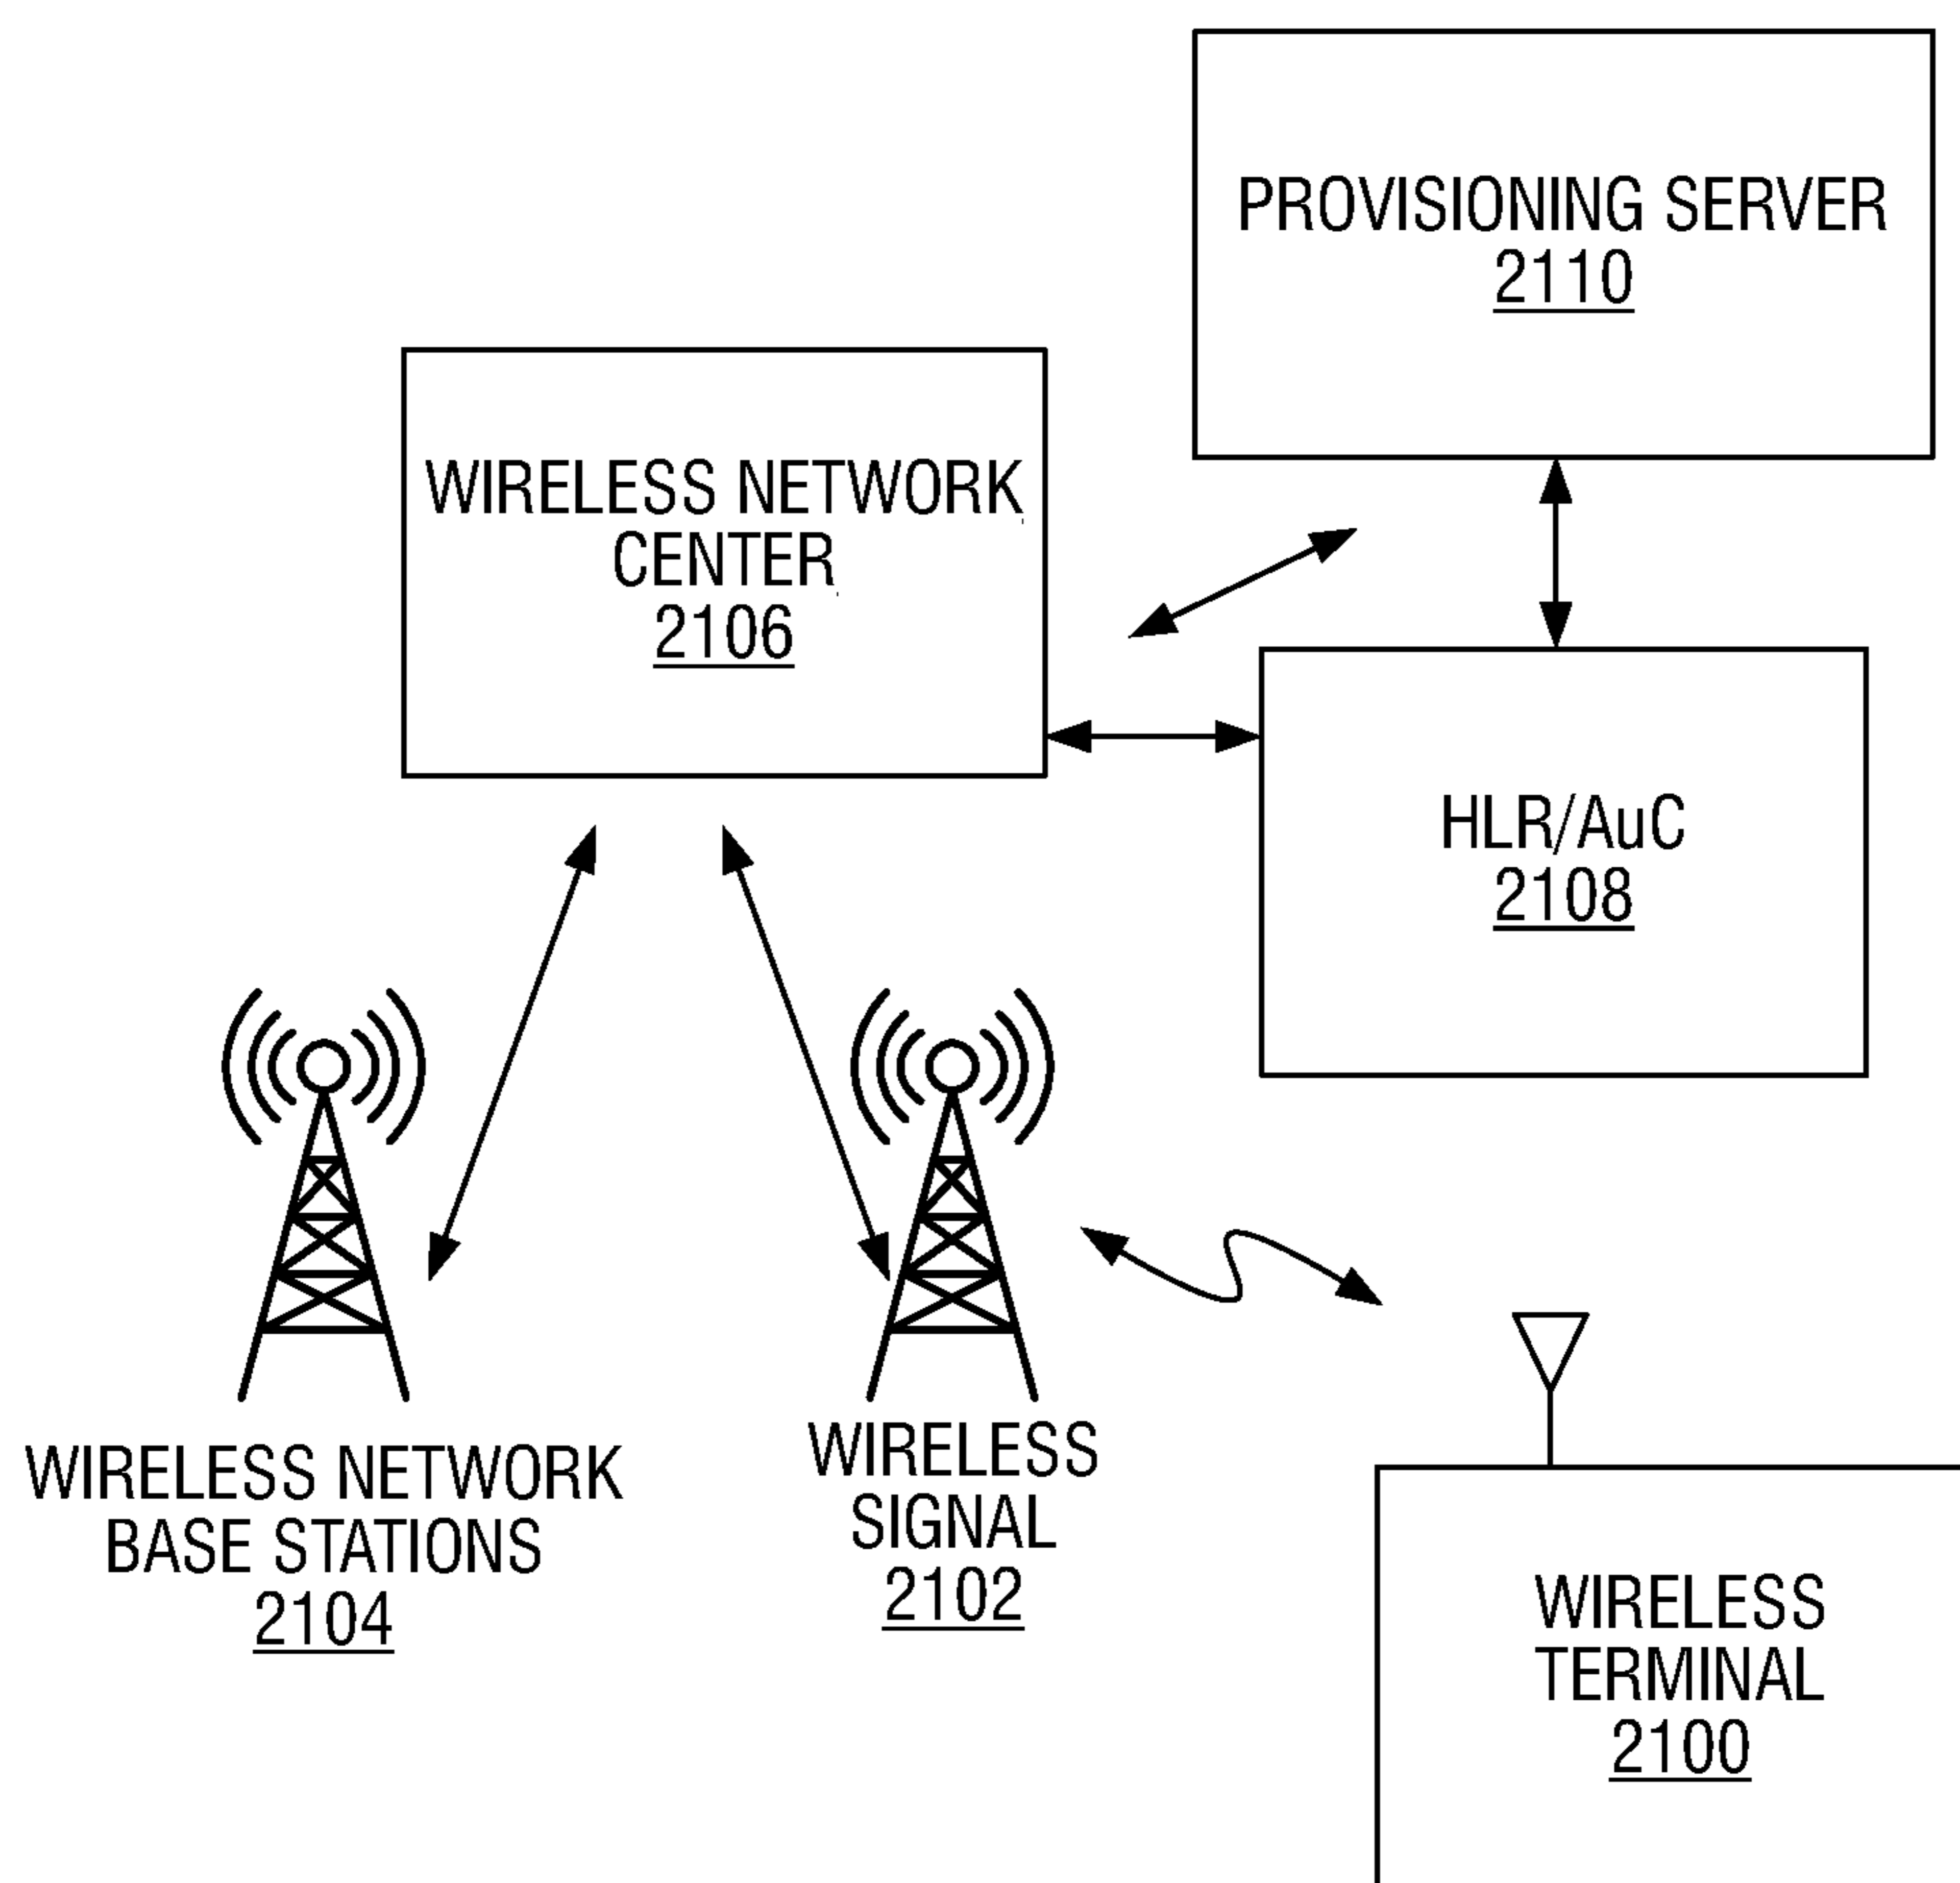 PROVISIONING SERVER
2110
WIRELESS NETWORK
CENTER
2106
HLR/AuC
2108
WIRELESS NETWORK
BASE STATIONS
2104
WIRELESS
SIGNAL
2102
WIRELESS
TERMINAL
2100